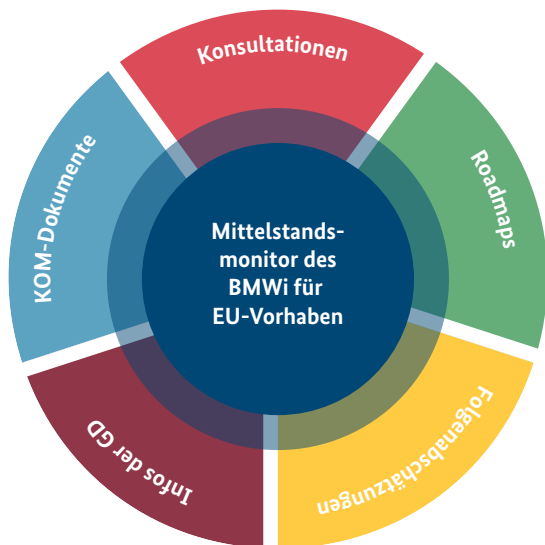 Konsultationen
Roadmaps
Folgenabschätzungen
Infos der GD
KOM-Dokumente
Mittelstands-
monitor des
BMWi für
EU-Vorhaben